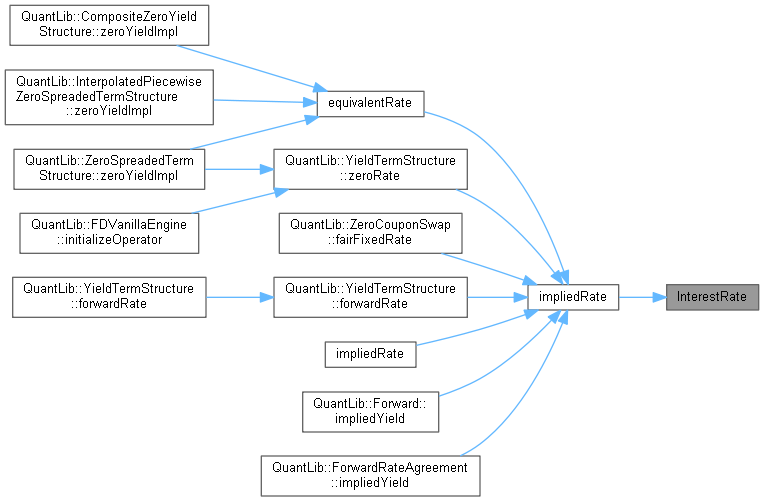 QuantLib::CompositeZeroYield
Structure::zeroYieldImpl
QuantLib::InterpolatedPiecewise
ZeroSpreadedTermStructure
::zeroYieldImpl
equivalentRate
QuantLib::ZeroSpreadedTerm
Structure::zeroYieldImpl
QuantLib::YieldTermStructure
::zeroRate
QuantLib::FDVanillaEngine
::initializeOperator
QuantLib::ZeroCouponSwap
::fairFixedRate
QuantLib::YieldTermStructure
::forwardRate
QuantLib::YieldTermStructure
::forwardRate
impliedRate
InterestRate
impliedRate
QuantLib::Forward::
impliedYield
QuantLib::ForwardRateAgreement
::impliedYield